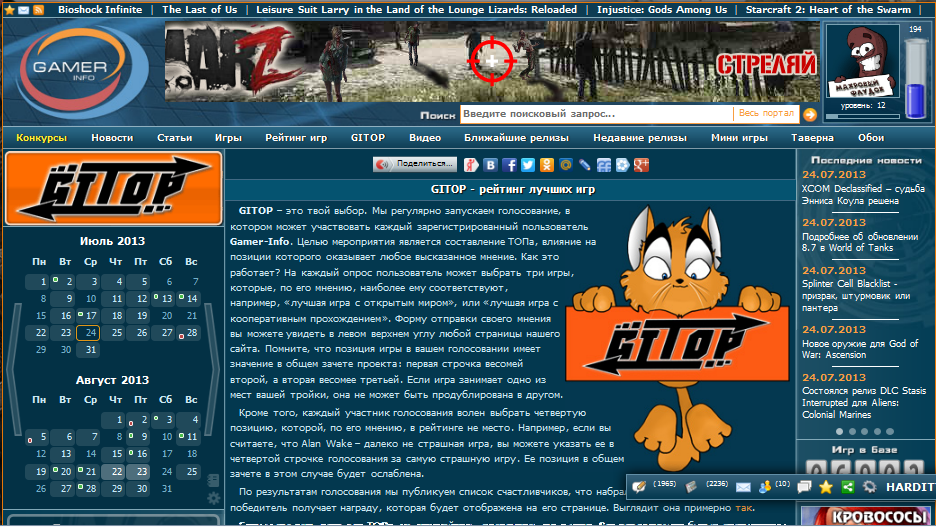 Bioshock Infinite | The Last of Us | Leisure Suit Larry in the Land of the Lounge Lizards: Reloaded | Injustice: Gods Among Us | Starcraft 2: Heart of the Swarm |
GAMER
INFO
WARZ
СТРЕЛЯЙ
194
МАХРОВЫЙ
ФЛУДОК
уровень: 12
Поиск
Введите поисковый запрос...
Весь портал
Конкурсы Новости Статьи Игры Рейтинг игр GITOP Видео Ближайшие релизы Недавние релизы Мини игры Таверна Обои
GITOP
Июль 2013
Пн Вт Ср Чт Пт Сб Вс
1 2 3 4 5 6 7
8 9 10 11 12 13 14
15 16 17 18 19 20 21
22 23 24 25 26 27 28
29 30 31
Август 2013
Пн Вт Ср Чт Пт Сб Вс
1 2 3 4
5 6 7 8 9 10 11
12 13 14 15 16 17 18
19 20 21 22 23 24 25
26 27 28 29 30 31
Поделиться...
GITOP - рейтинг лучших игр
GITOP – это твой выбор. Мы регулярно запускаем голосование, в
котором может участвовать каждый зарегистрированный пользователь
Gamer-Info. Целью мероприятия является составление ТОПа, влияние на
позиции которого оказывает любое высказанное мнение. Как это
работает? На каждый опрос пользователь может выбрать три игры,
которые, по его мнению, наиболее ему соответствуют,
например, «лучшая игра с открытым миром», или «лучшая игра с
кооперативным прохождением». Форму отправки своего мнения
вы можете увидеть в левом верхнем углу любой страницы нашего
сайта. Помните, что позиция игры в вашем голосовании имеет
значение в общем зачете проекта: первая строчка весомей
второй, а вторая весомее третьей. Если игра занимает одно из
мест вашей тройки, она не может быть продублирована в другом.
Кроме того, каждый участник голосования волен выбрать четвертую
позицию, которой, по его мнению, в рейтинге не место. Например, если вы
считаете, что Alan Wake – далеко не страшная игра, вы можете указать ее в
четвертой строчке голосования за самую страшную игру. Ее позиция в общем
зачете в этом случае будет ослаблена.
По результатам голосования мы публикуем список счастливчиков, что
победитель получает награду, которая будет отображена на его странице. Выглядит она примерно так.
GITOP
Последние новости
24.07.2013
XCOM Declassified – судьба
Энниса Коула решена
24.07.2013
Подробнее об обновлении
8.7 в World of Tanks
24.07.2013
Splinter Cell Blacklist -
призрак, штурмовик или
пантера
24.07.2013
Новое оружие для God of
War: Ascension
24.07.2013
Состоялся релиз DLC Stasis
Interrupted для Aliens:
Colonial Marines
Игр в базе
(1965) (2236) (10) HARDIT
КРОВОСОСЫ